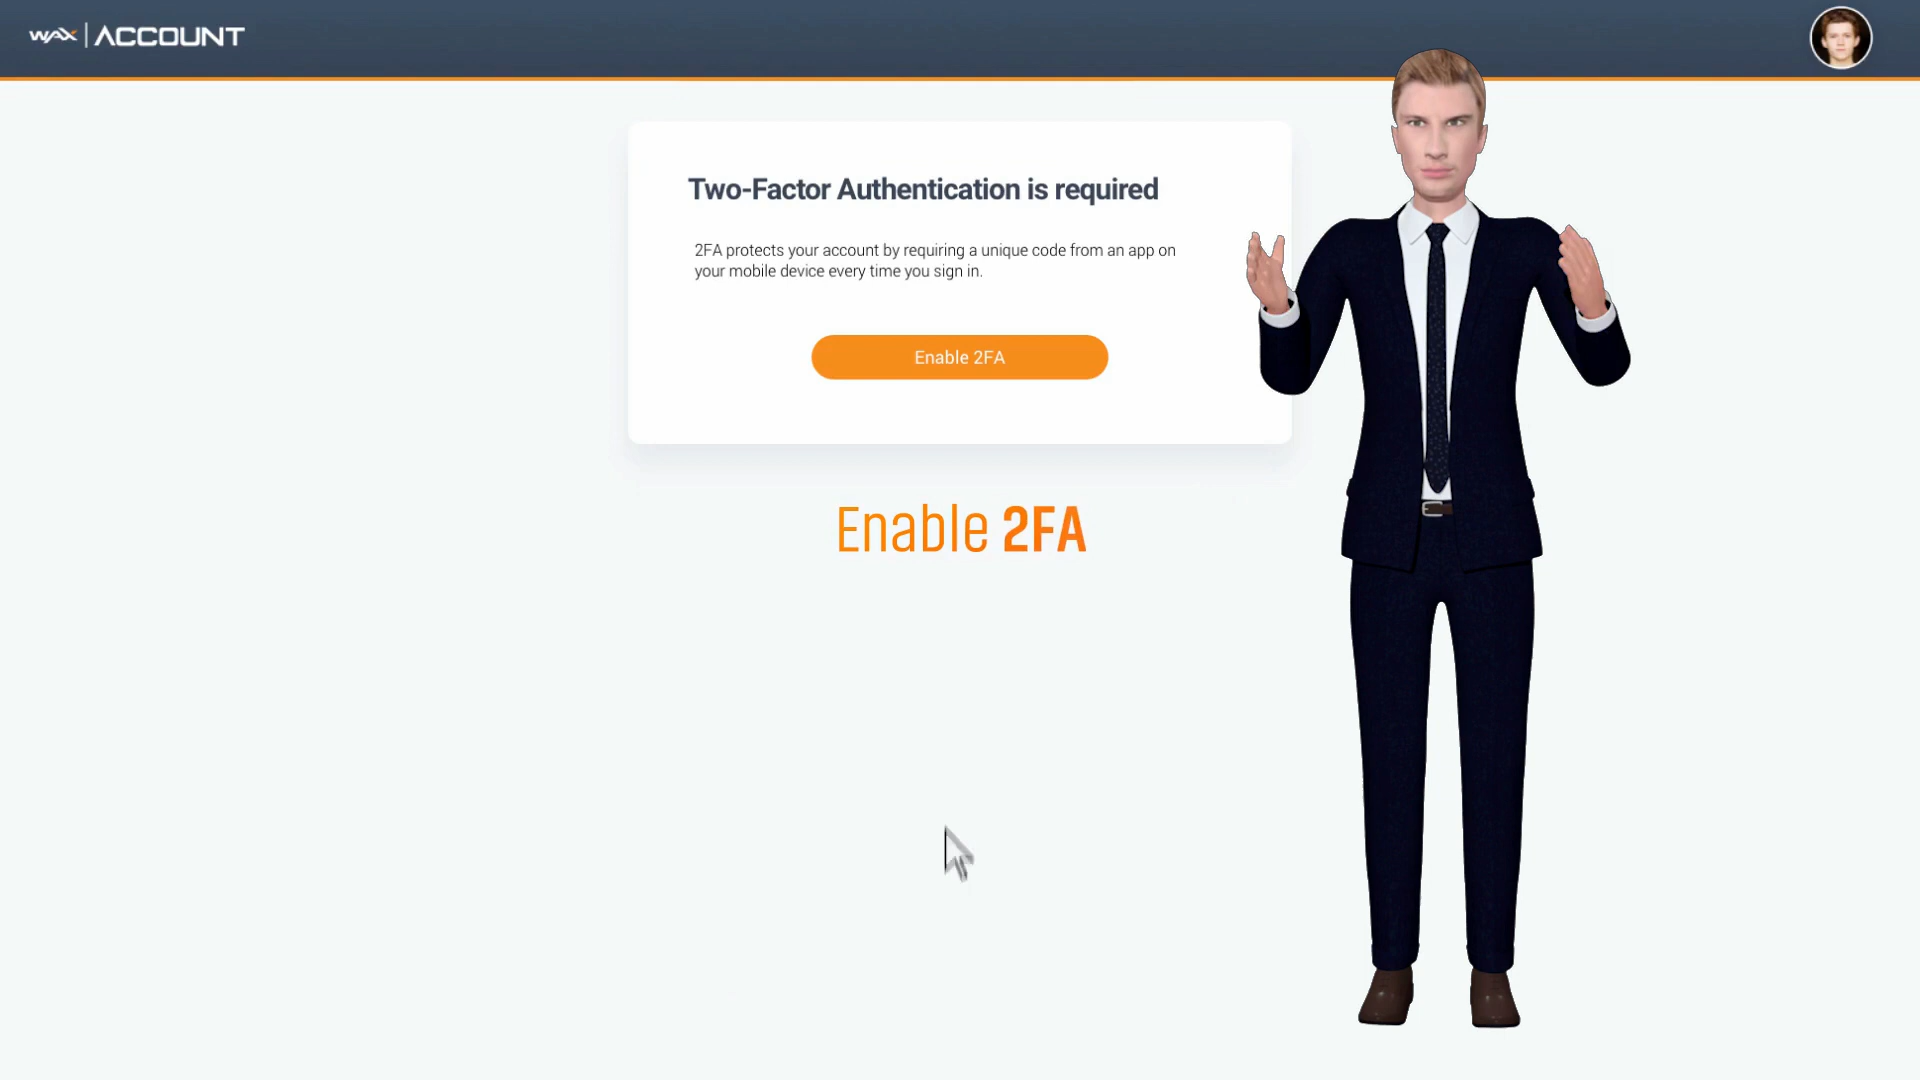 WAX | ACCOUNT
Two-Factor Authentication is required
2FA protects your account by requiring a unique code from an app on
your mobile device every time you sign in.
Enable 2FA
Enable 2FA